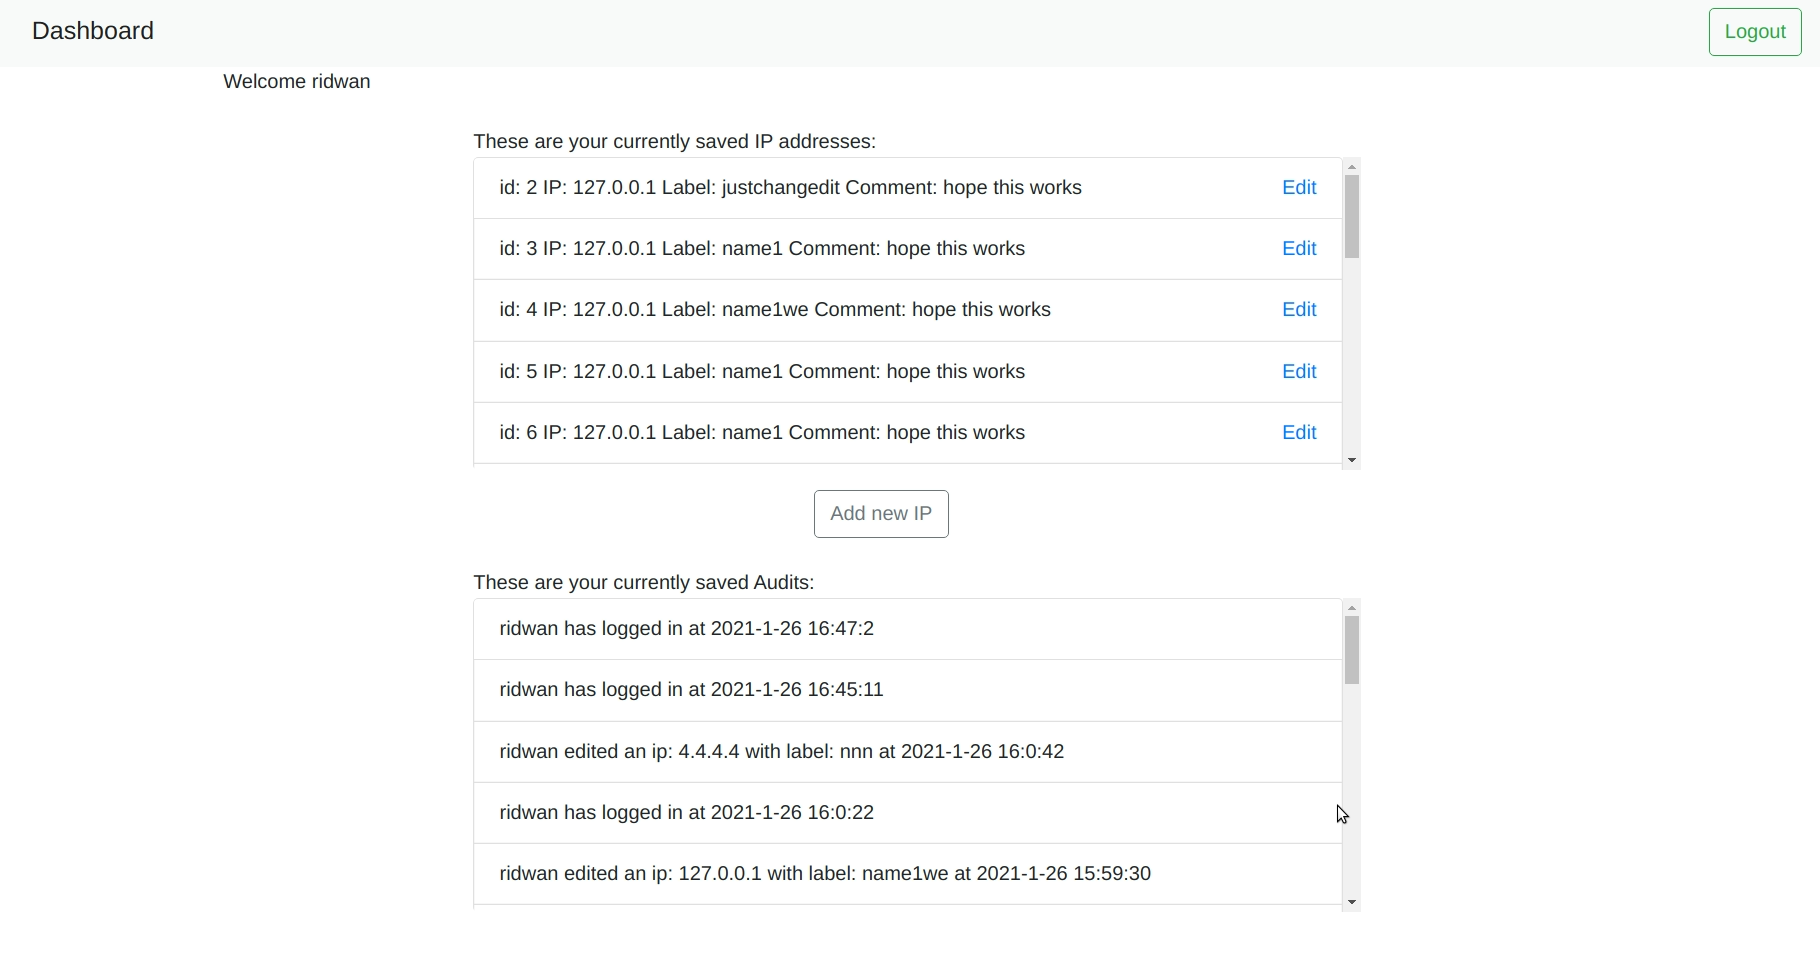 Dashboard
Logout
Welcome ridwan
These are your currently saved IP addresses:
id: 2 IP: 127.0.0.1 Label: justchangedit Comment: hope this works
Edit
id: 3 IP: 127.0.0.1 Label: name1 Comment: hope this works
Edit
id: 4 IP: 127.0.0.1 Label: name1we Comment: hope this works
Edit
id: 5 IP: 127.0.0.1 Label: name1 Comment: hope this works
Edit
id: 6 IP: 127.0.0.1 Label: name1 Comment: hope this works
Edit
Add new IP
These are your currently saved Audits:
ridwan has logged in at 2021-1-26 16:47:2
ridwan has logged in at 2021-1-26 16:45:11
ridwan edited an ip: 4.4.4.4 with label: nnn at 2021-1-26 16:0:42
ridwan has logged in at 2021-1-26 16:0:22
ridwan edited an ip: 127.0.0.1 with label: name1we at 2021-1-26 15:59:30